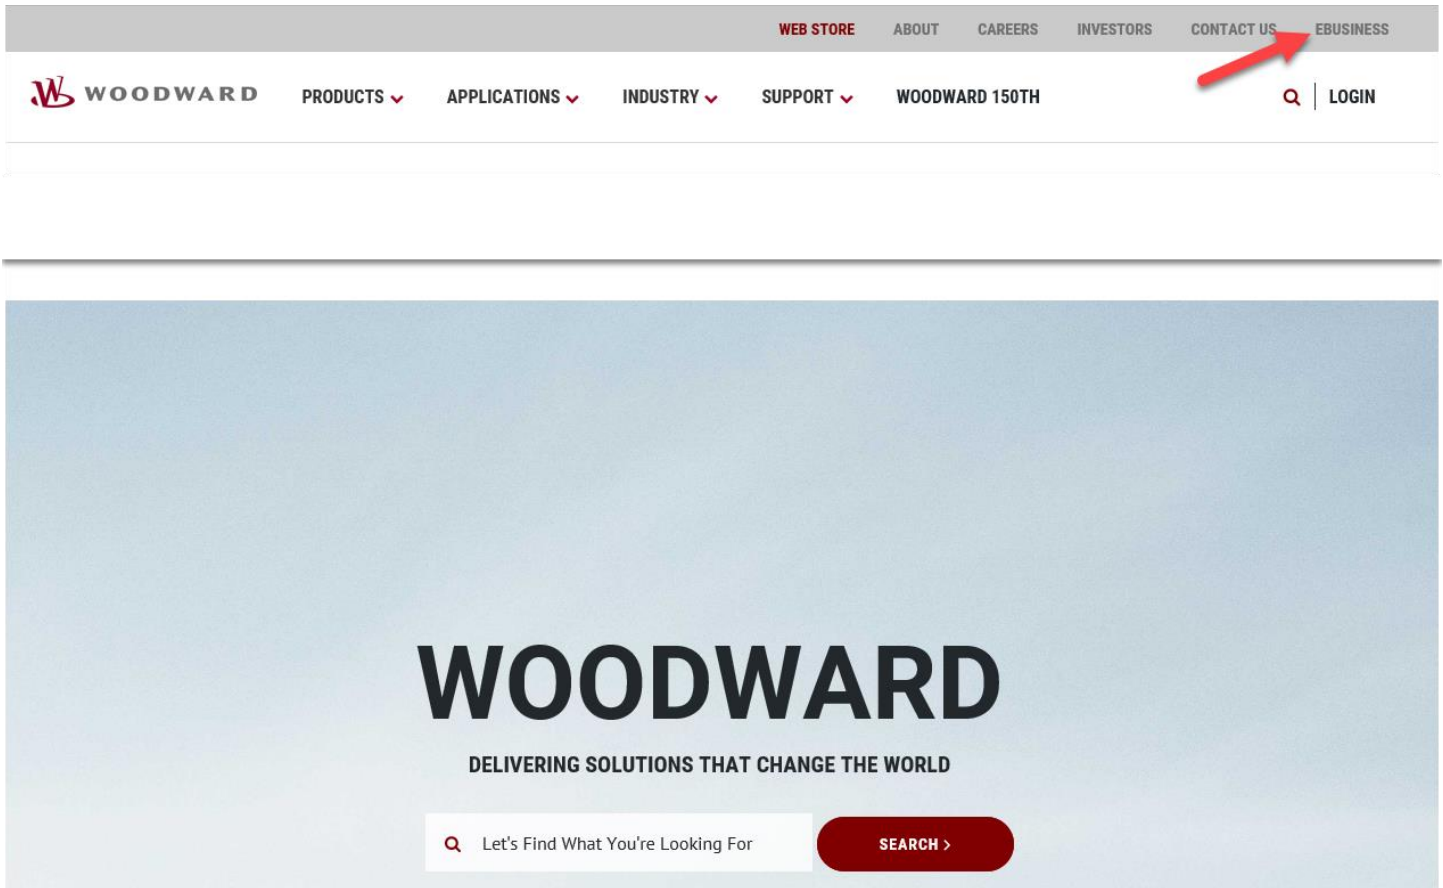 WEB STORE ABOUT CAREERS INVESTORS CONTACT US EBUSINESS
WOODWARD PRODUCTS APPLICATIONS INDUSTRY SUPPORT WOODWARD 150TH LOGIN
WOODWARD
DELIVERING SOLUTIONS THAT CHANGE THE WORLD
Let's Find What You're Looking For SEARCH >